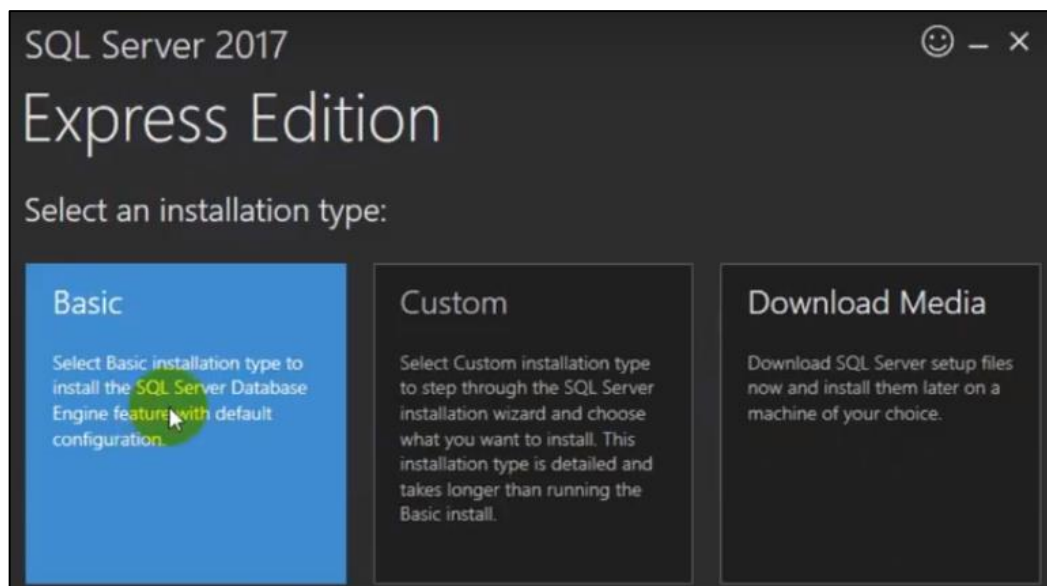 SQL Server 2017
Express Edition
Select an installation type:
Basic
Select Basic installation type to
install the SQL Server Database
Engine feature with default
configuration.
Custom
Select Custom installation type
to step through the SQL Server
installation wizard and choose
what you want to install. This
installation type is detailed and
takes longer than running the
Basic install.
Download Media
Download SQL Server setup files
now and install them later on a
machine of your choice.